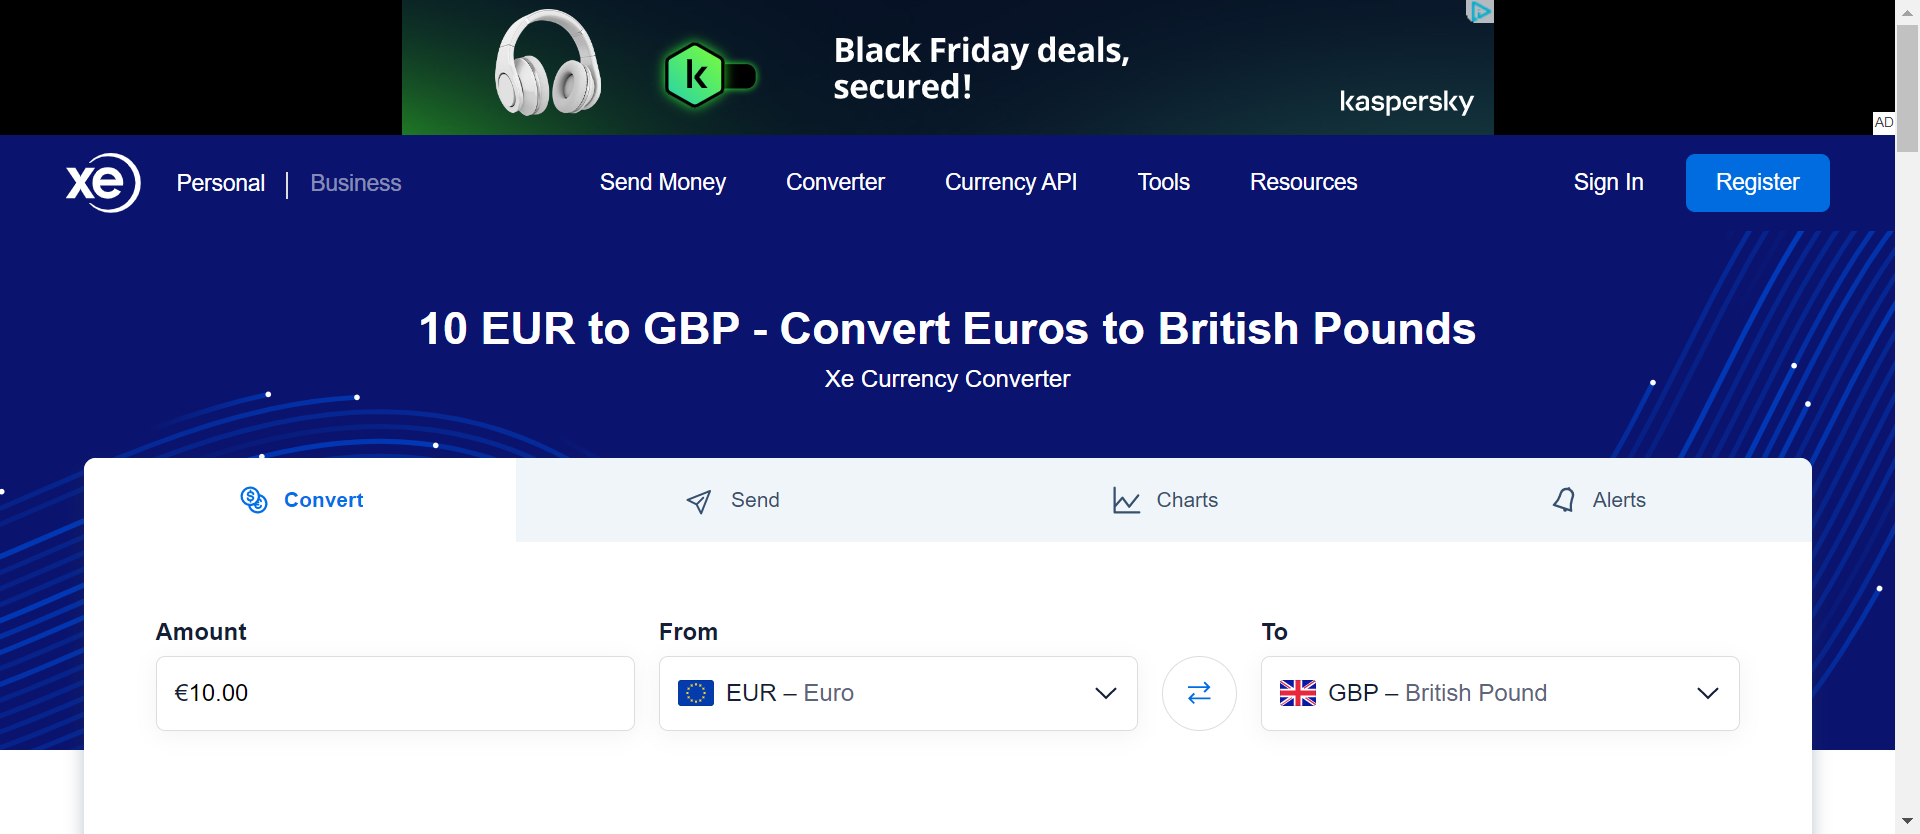 Black Friday deals,
secured!
k
kaspersky
AD
xe
Personal | Business
Send Money
Converter
Currency API
Tools
Resources
Sign In
Register
10 EUR to GBP - Convert Euros to British Pounds
Xe Currency Converter
Convert
Send
Charts
Alerts
Amount
From
To
€10.00
EUR – Euro
GBP – British Pound